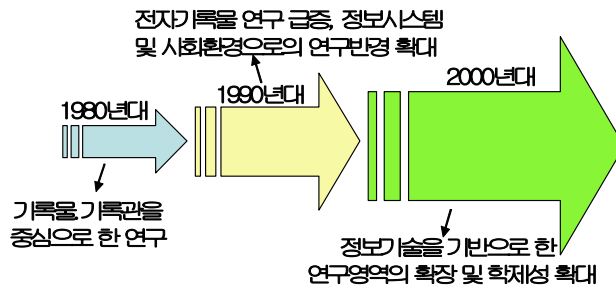 전자기록물 연구 급증, 정보시스템
및 사회환경으로의 연구반경 확대
1980년대
1990년대
2000년대
기록물.기록관을
중심으로 한 연구
정보기술을 기반으로 한
연구영역의 확장 및 학제성 확대